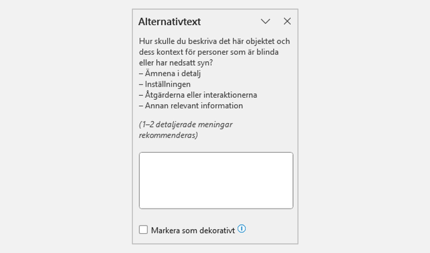 Alternativtext
Hur skulle du beskriva det här objektet och
dess kontext för personer som är blinda
eller har nedsatt syn?
– Ämnena i detalj
– Inställningen
– Åtgärderna eller interaktionerna
– Annan relevant information
(1–2 detaljerade meningar
rekommenderas)
Markera som dekorativt